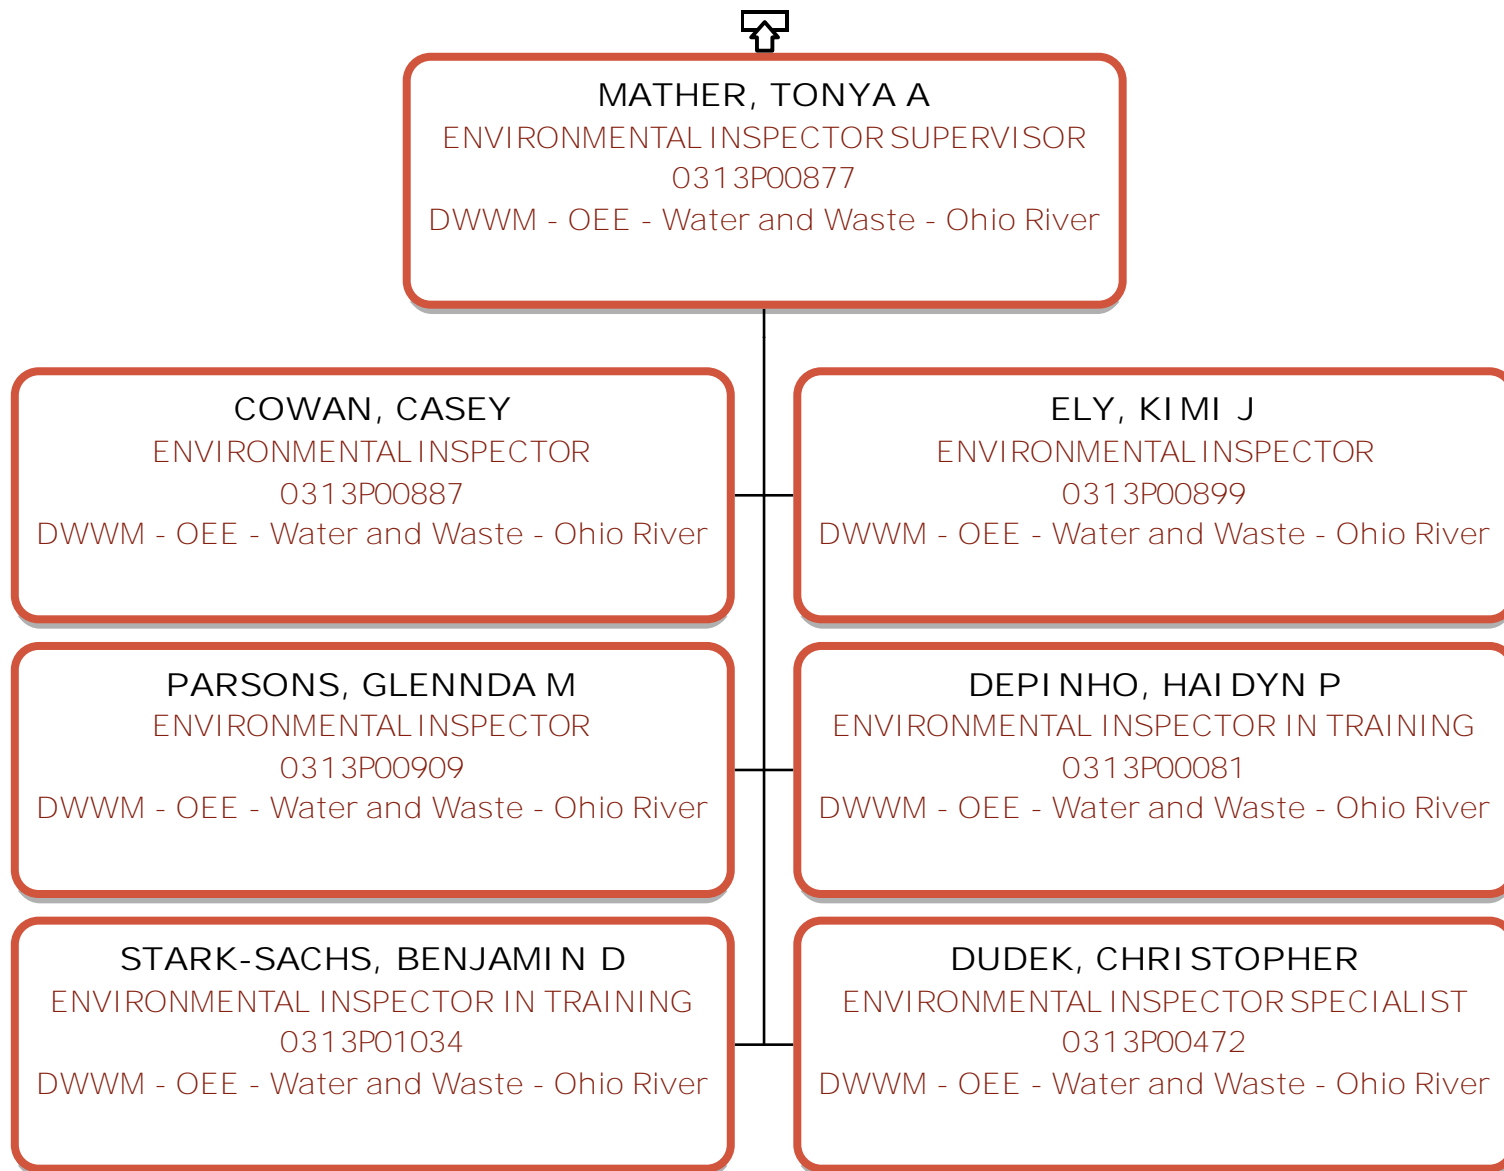 MATHER, TONYA A
ENVIRONMENTAL INSPECTOR SUPERVISOR
0313P00877
DWWM - OEE - Water and Waste - Ohio River
COWAN, CASEY
ENVIRONMENTAL INSPECTOR
0313P00887
DWWM - OEE - Water and Waste - Ohio River
ELY, KIMI J
ENVIRONMENTAL INSPECTOR
0313P00899
DWWM - OEE - Water and Waste - Ohio River
PARSONS, GLENNDA M
ENVIRONMENTAL INSPECTOR
0313P00909
DWWM - OEE - Water and Waste - Ohio River
DEPINHO, HAIDYN P
ENVIRONMENTAL INSPECTOR IN TRAINING
0313P00081
DWWM - OEE - Water and Waste - Ohio River
STARK-SACHS, BENJAMIN D
ENVIRONMENTAL INSPECTOR IN TRAINING
0313P01034
DWWM - OEE - Water and Waste - Ohio River
DUDEK, CHRISTOPHER
ENVIRONMENTAL INSPECTOR SPECIALIST
0313P00472
DWWM - OEE - Water and Waste - Ohio River